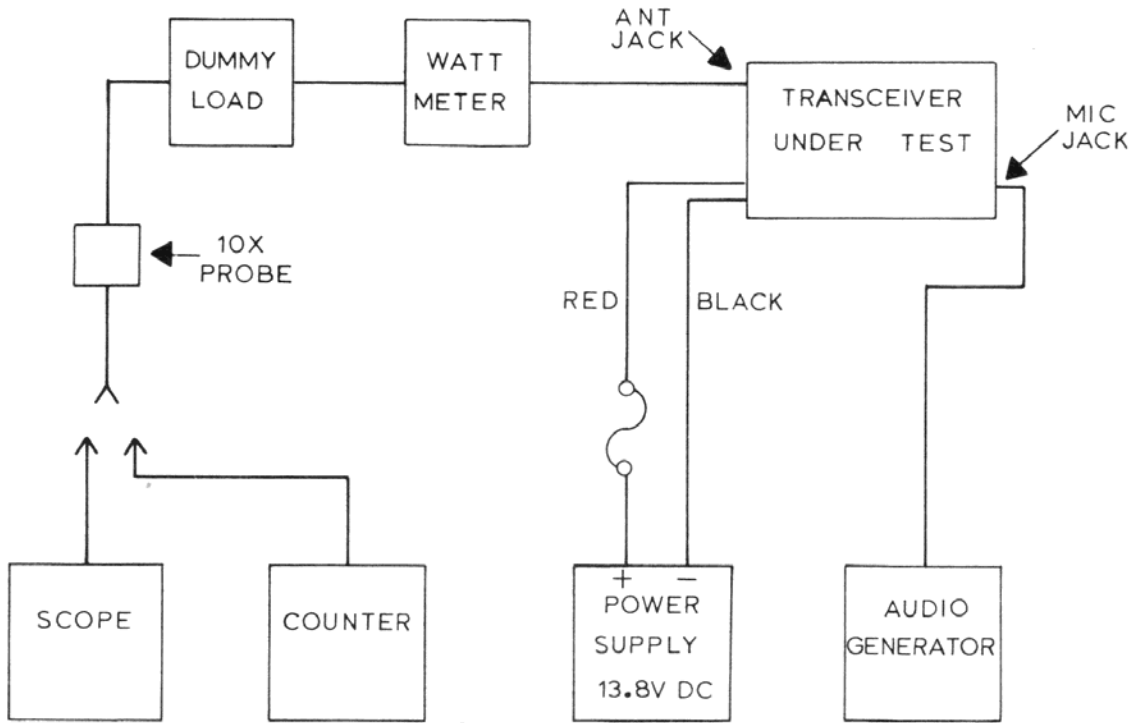 ANT
JACK
DUMMY
LOAD
WATT
METER
TRANSCEIVER
UNDER TEST
MIC
JACK
10X
PROBE
RED
BLACK
SCOPE
COUNTER
+ −
POWER
SUPPLY
13.8V DC
AUDIO
GENERATOR